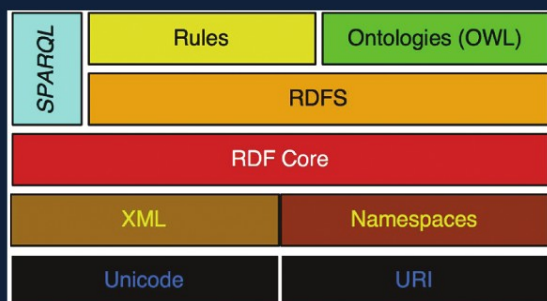 SPARQL
Rules
Ontologies (OWL)
RDFS
RDF Core
XML
Namespaces
Unicode
URI